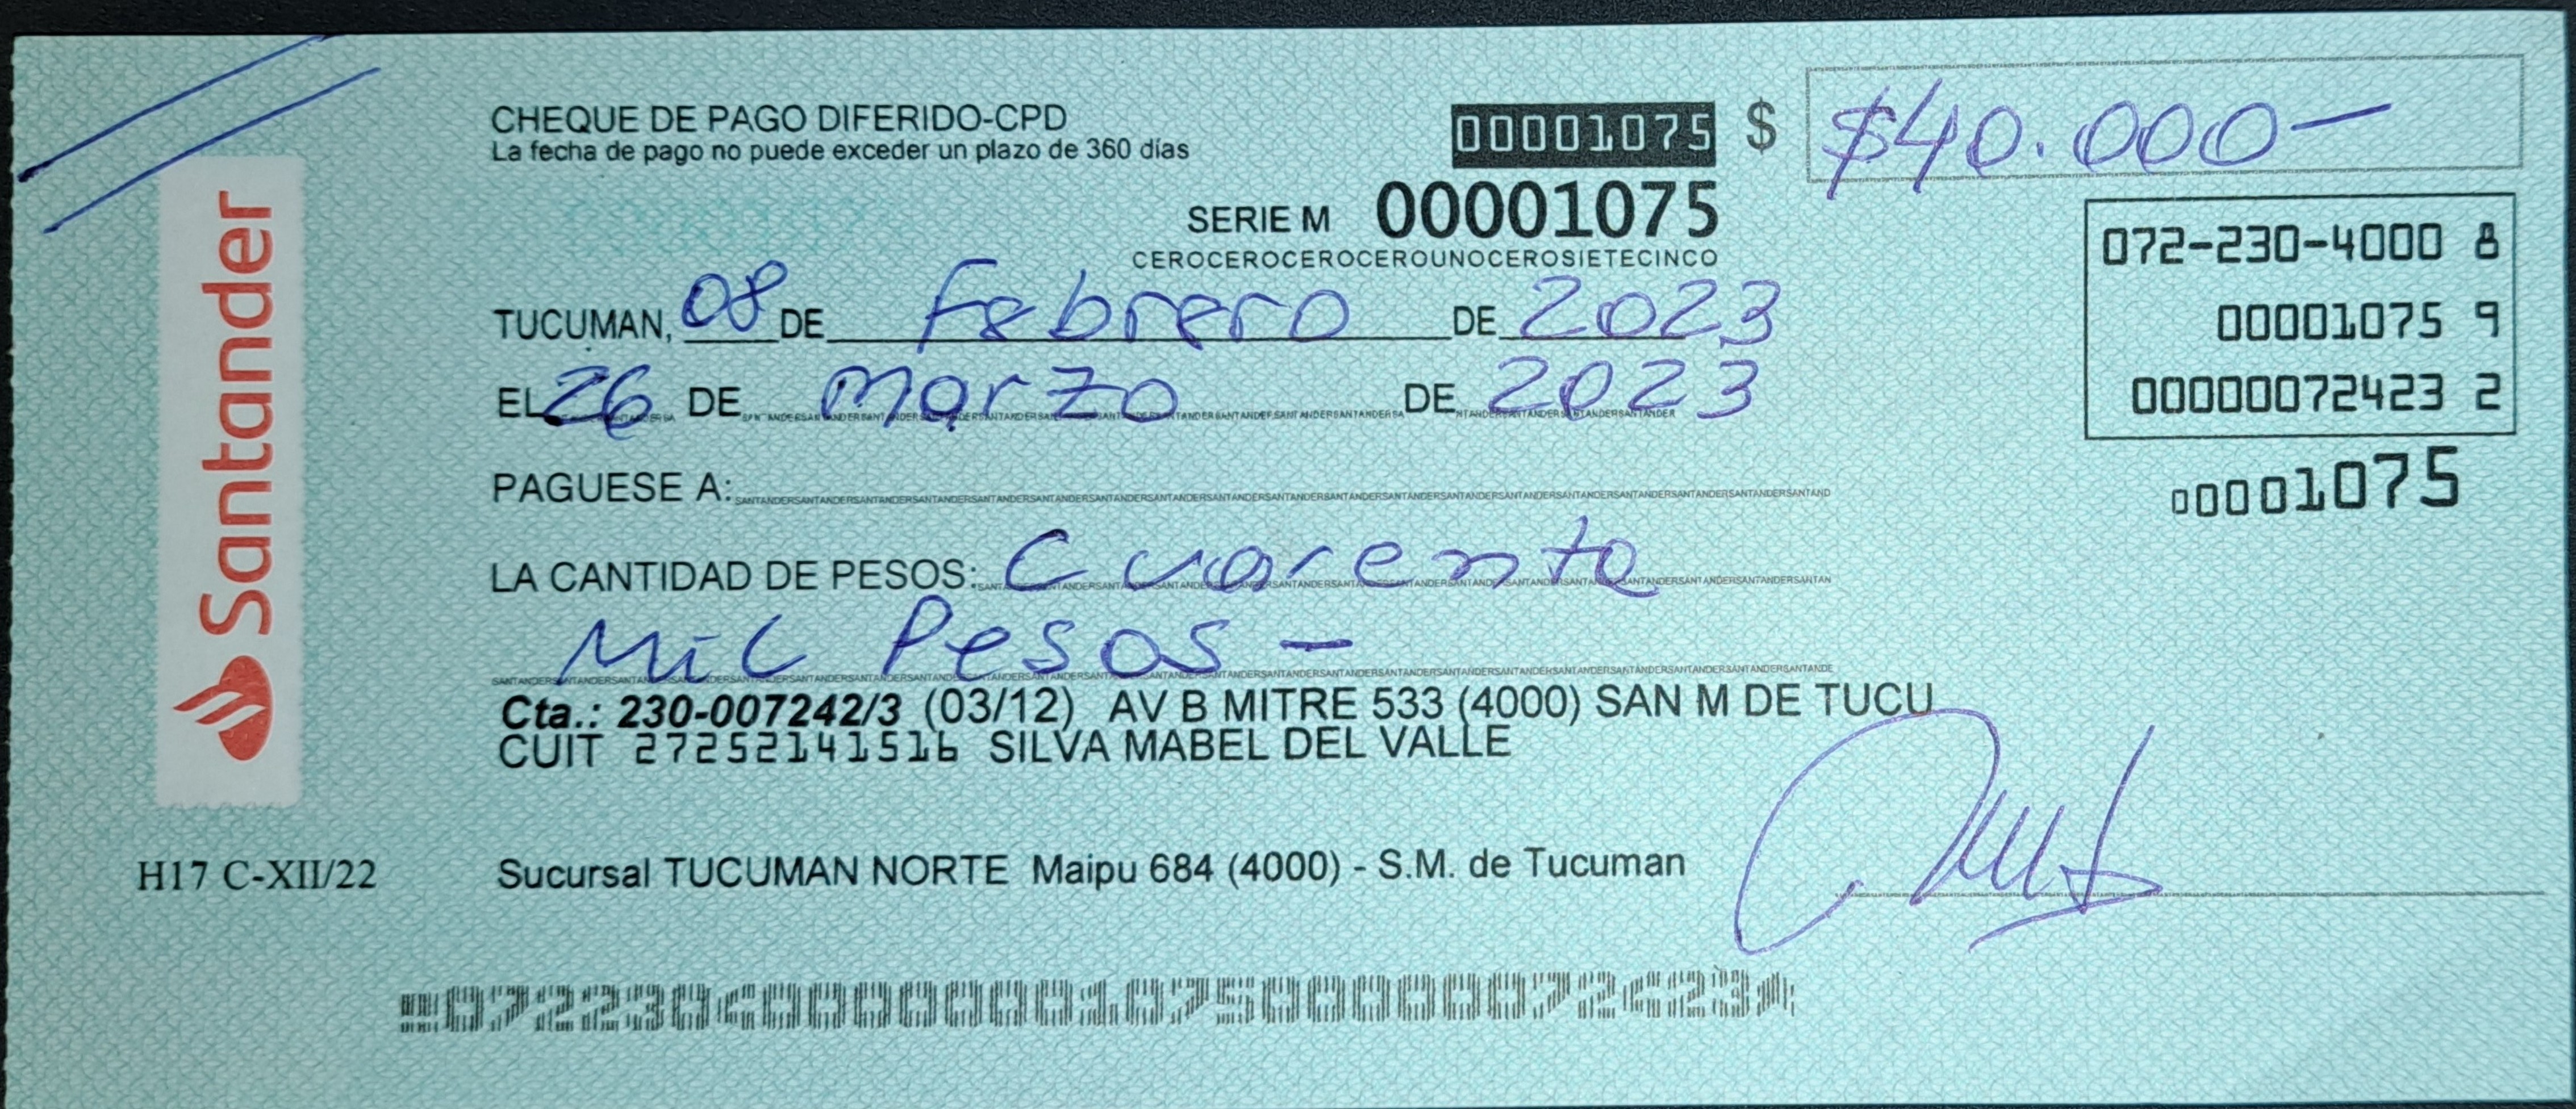 Santander
CHEQUE DE PAGO DIFERIDO-CPD
La fecha de pago no puede exceder un plazo de 360 días
00001075 $ $40.000-
SERIE M 00001075
CEROCEROCEROCEROUNOCEROSIETECINCO
072-230-4000 8
00001075 9
00000072423 2
00001075
TUCUMAN, 08 DE Febrero DE 2023
EL 26 DE Marzo DE 2023
PAGUESE A:
LA CANTIDAD DE PESOS: Cuarenta
Mil Pesos -
Cta.: 230-007242/3 (03/12) AV B MITRE 533 (4000) SAN M DE TUCU
CUIT 27252141516 SILVA MABEL DEL VALLE
H17 C-XII/22
Sucursal TUCUMAN NORTE Maipu 684 (4000) - S.M. de Tucuman
07223040000000107500000072423